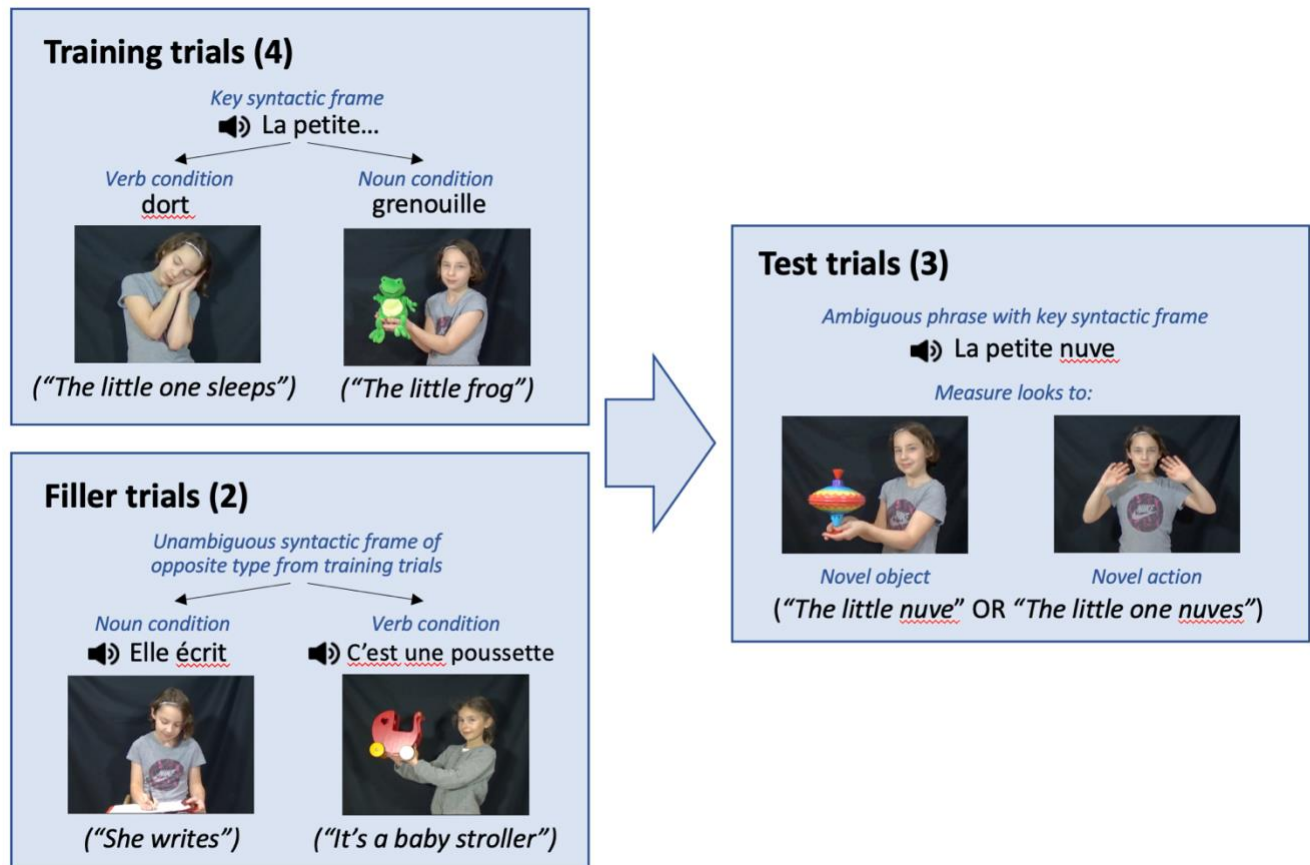 Training trials (4)
Key syntactic frame
La petite...
Verb condition
dort
Noun condition
grenouille
("The little one sleeps")
("The little frog")
Filler trials (2)
Unambiguous syntactic frame of
opposite type from training trials
Noun condition
Elle écrit
Verb condition
C'est une poussette
("She writes")
("It's a baby stroller")
Test trials (3)
Ambiguous phrase with key syntactic frame
La petite nuve
Measure looks to:
Novel object
Novel action
("The little nuve" OR "The little one nuves")